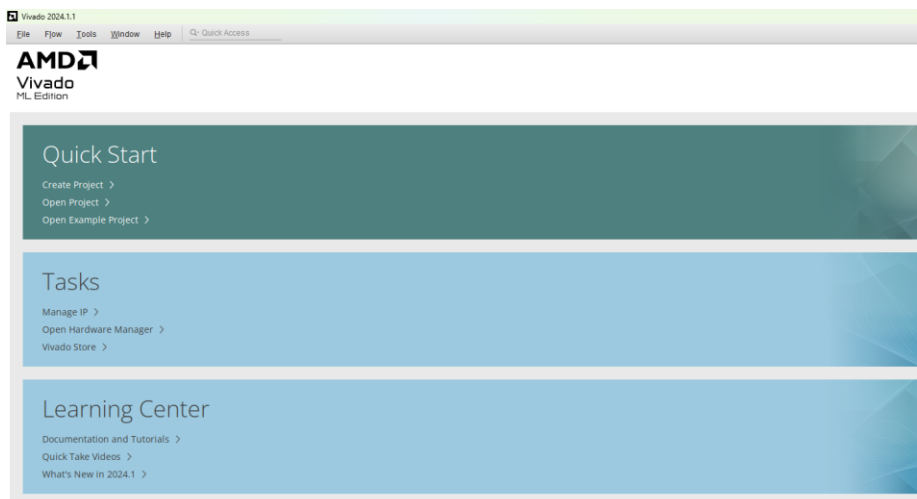 Vivado 2024.1.1
File Flow Tools Window Help Q- Quick Access
AMD
Vivado
ML Edition
Quick Start
Create Project >
Open Project >
Open Example Project >
Tasks
Manage IP >
Open Hardware Manager >
Vivado Store >
Learning Center
Documentation and Tutorials >
Quick Take Videos >
What's New in 2024.1 >